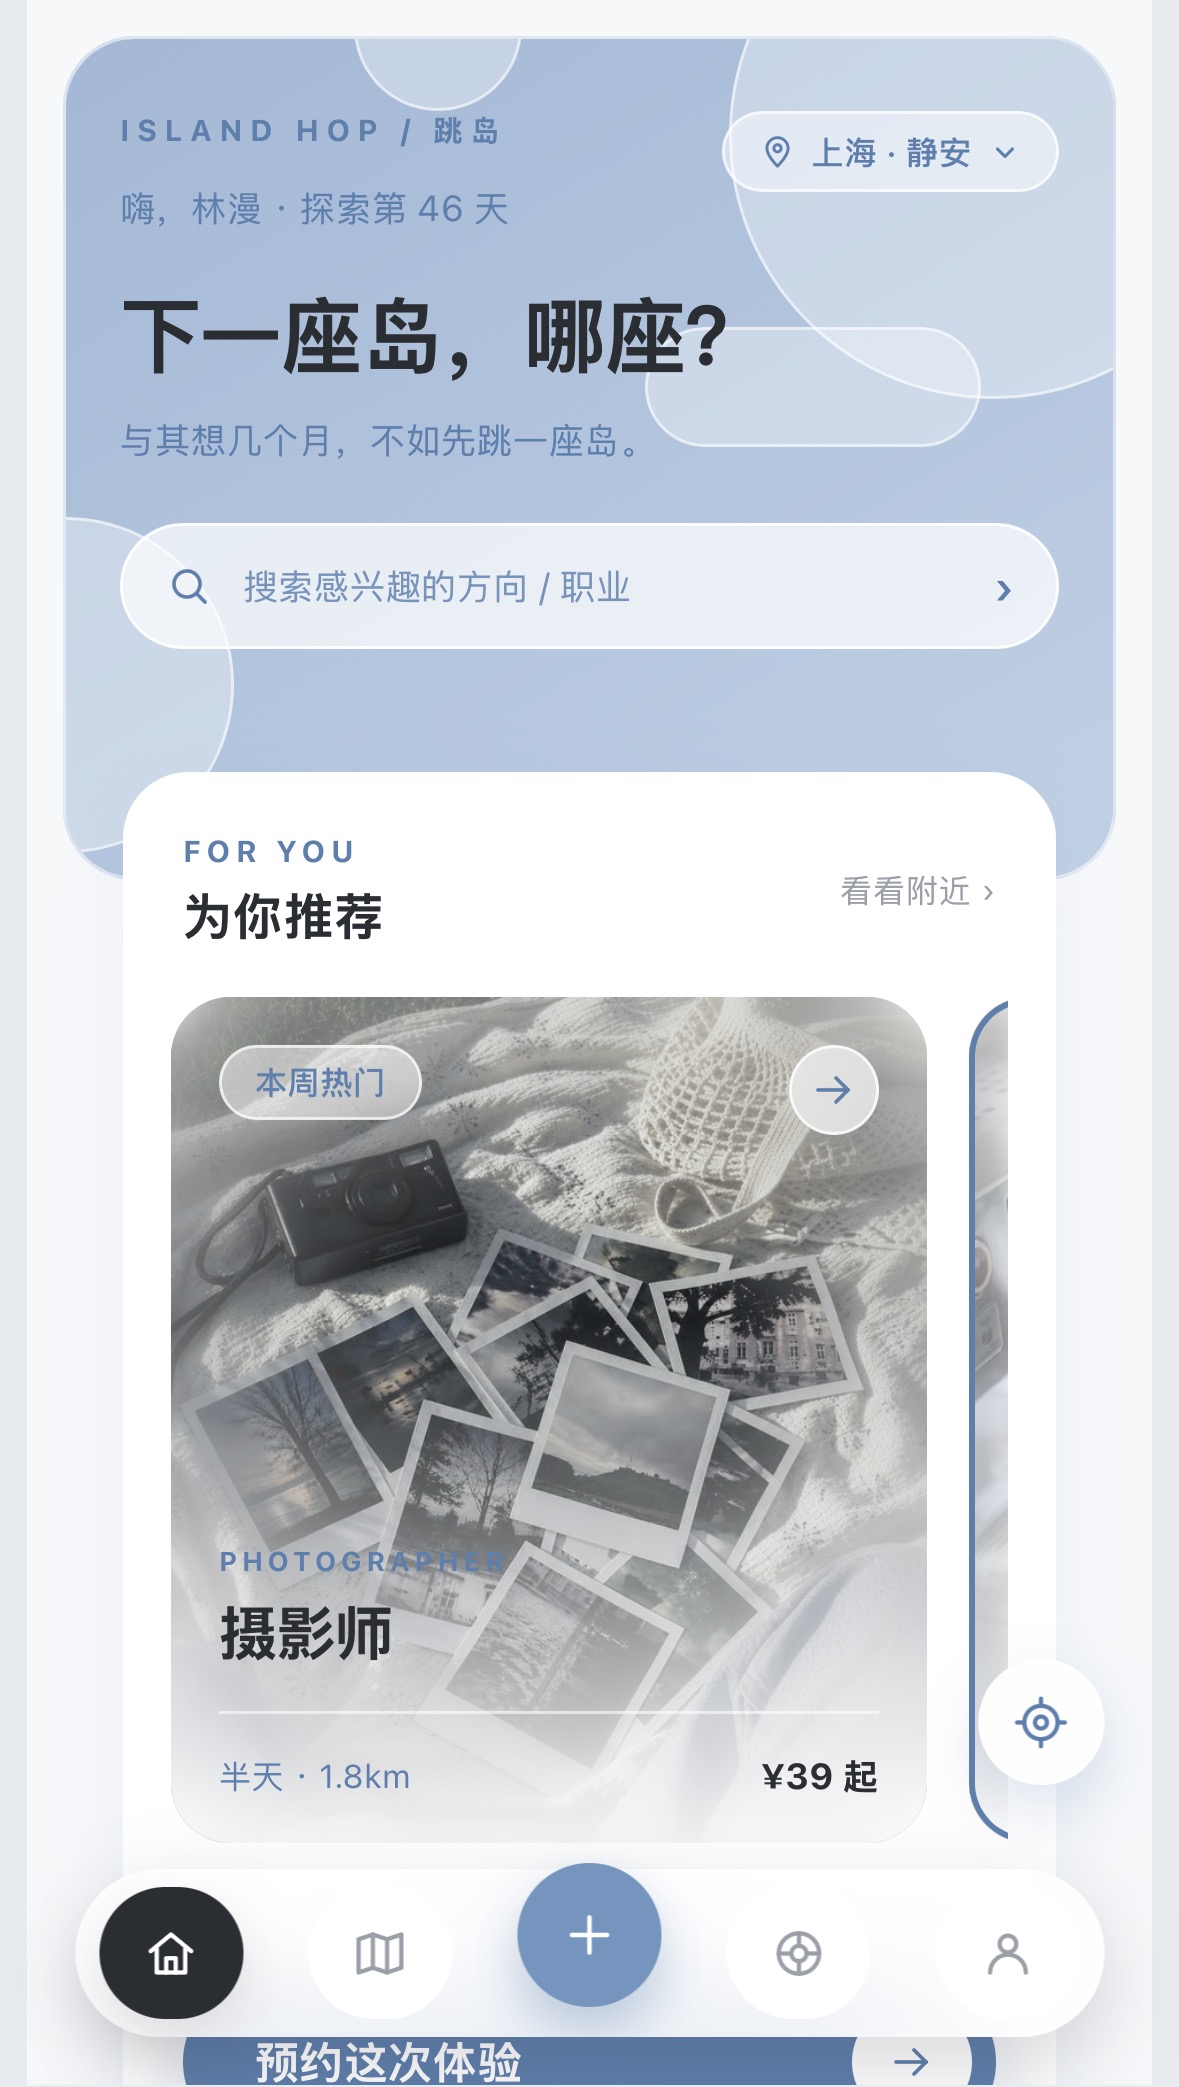 ISLAND HOP / 跳岛
上海 · 静安
嗨，林漫 · 探索第 46 天
下一座岛，哪座?
与其想几个月，不如先跳一座岛。
搜索感兴趣的方向 / 职业 ›
FOR YOU
为你推荐
看看附近 ›
本周热门
PHOTOGRAPHER
摄影师
半天 · 1.8km
¥39 起
预约这次体验